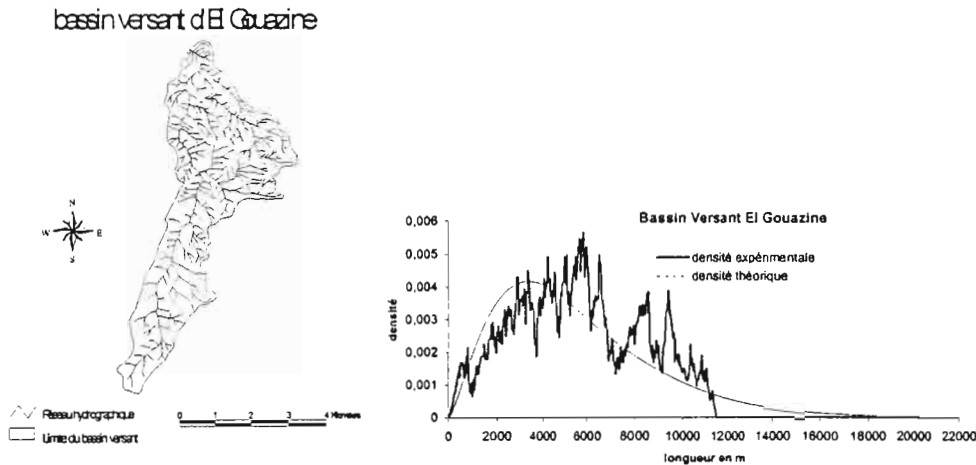 bassin versant d'El Gouazine
N
W E
S
Réseau hydrographique
Limite du bassin versant
0 1 2 3 4 Kilometres
Bassin Versant El Gouazine
densité expérimentale
densité théorique
densité
0,006
0,005
0,004
0,003
0,002
0,001
0
0 2000 4000 6000 8000 10000 12000 14000 16000 18000 20000 22000
longueur en m